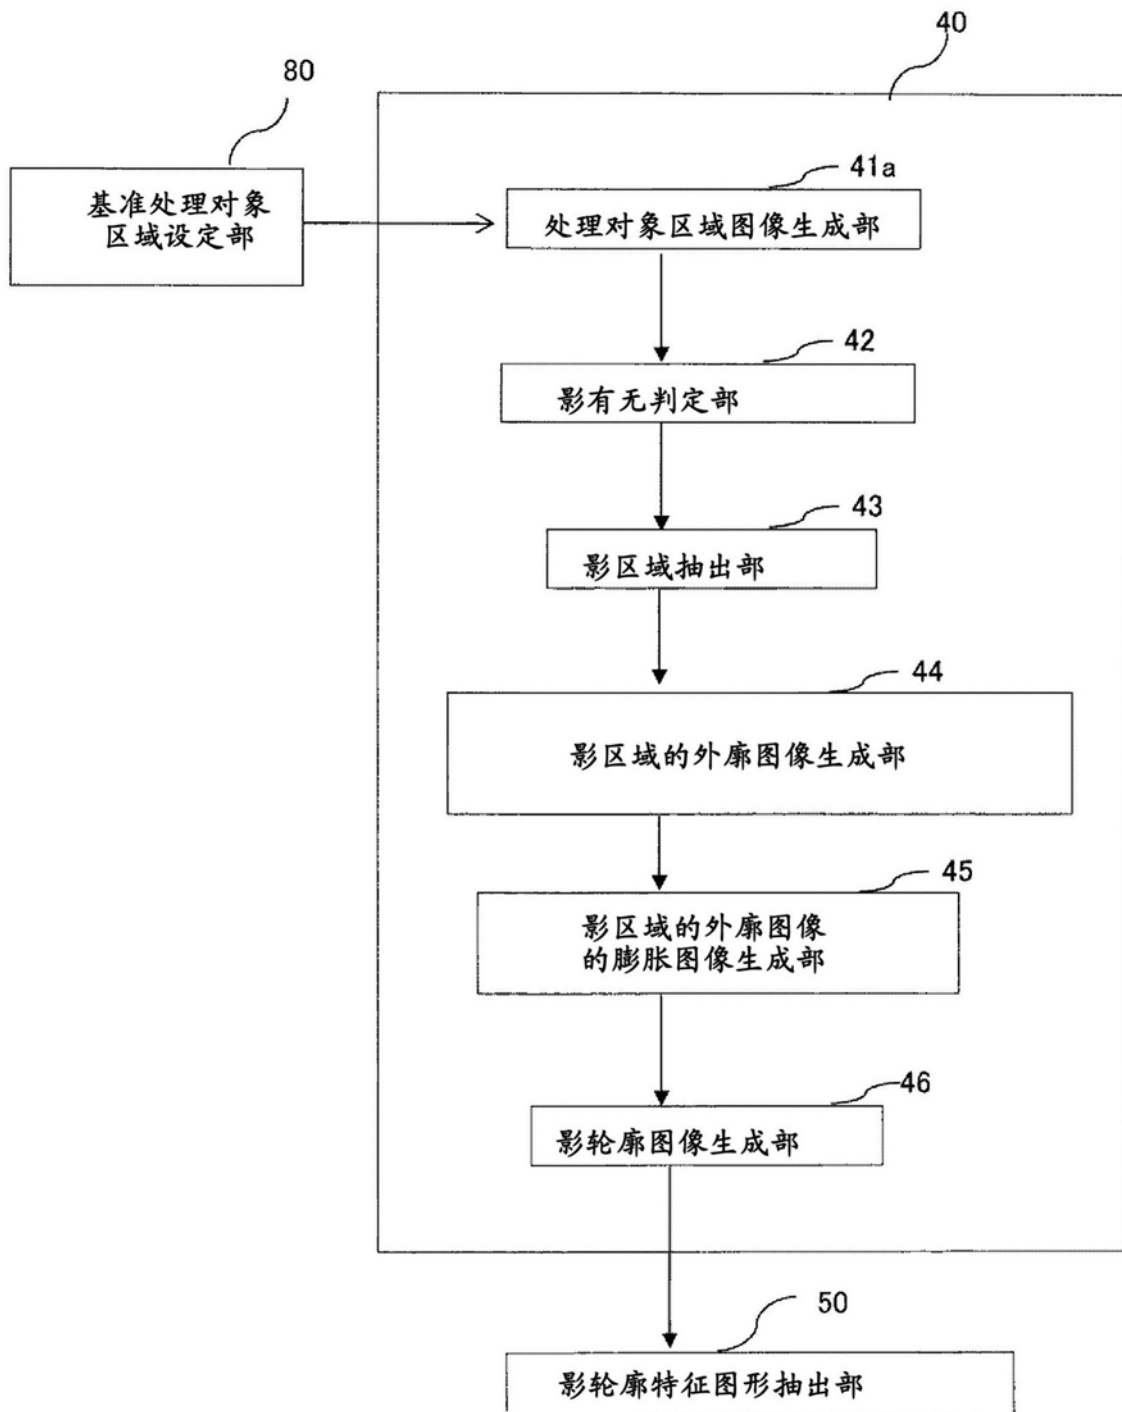 40
80
基准处理对象
区域设定部
41a
处理对象区域图像生成部
42
影有无判定部
43
影区域抽出部
44
影区域的外廓图像生成部
45
影区域的外廓图像
的膨胀图像生成部
46
影轮廓图像生成部
50
影轮廓特征图形抽出部